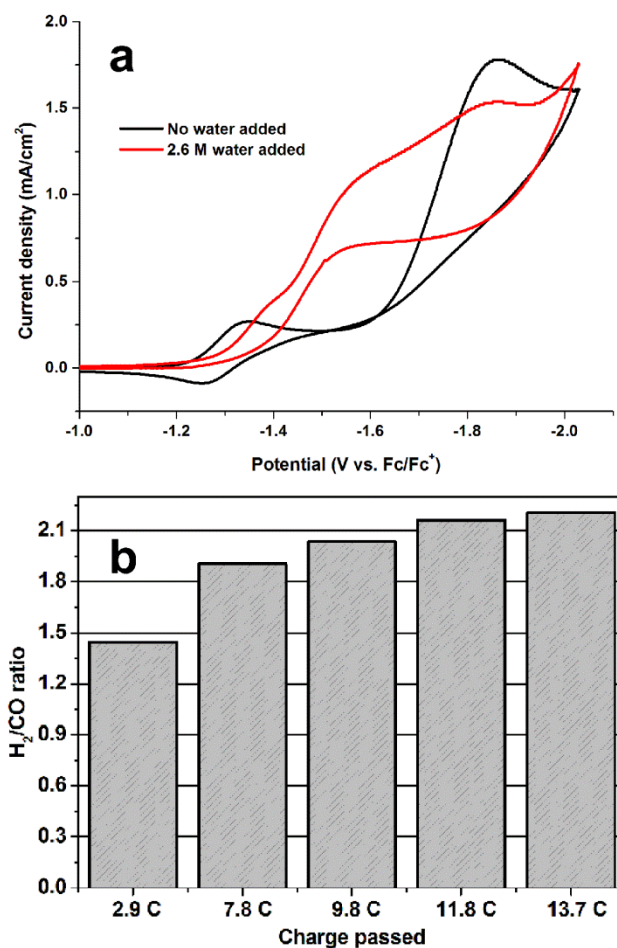 a
No water added
2.6 M water added
Current density (mA/cm²)
2.0
1.5
1.0
0.5
0.0
-1.0 -1.2 -1.4 -1.6 -1.8 -2.0
Potential (V vs. Fc/Fc⁺)
b
H₂/CO ratio
2.1
1.8
1.5
1.2
0.9
0.6
0.3
0.0
2.9 C 7.8 C 9.8 C 11.8 C 13.7 C
Charge passed